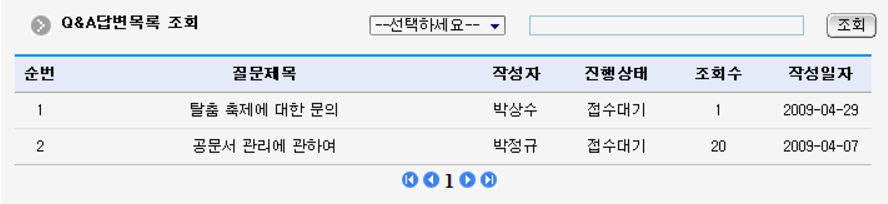 Q&A답변목록 조회 --선택하세요-- 조회
순번 질문제목 작성자 진행상태 조회수 작성일자
1 탈춤 축제에 대한 문의 박상수 접수대기 1 2009-04-29
2 공문서 관리에 관하여 박정규 접수대기 20 2009-04-07
1